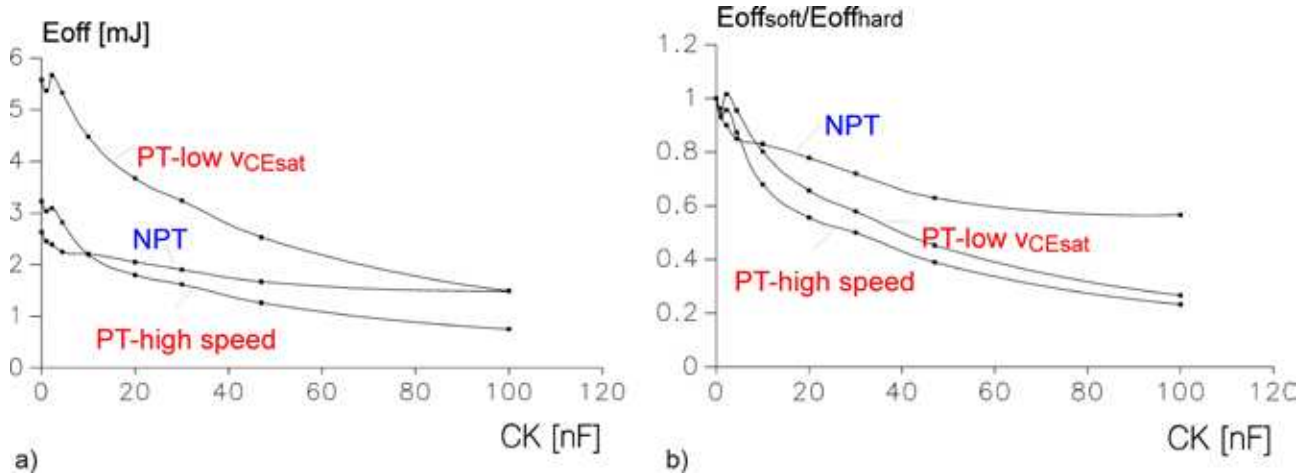 Eoff [mJ]
6
5
4
3
2
1
0
PT-low vCEsat
NPT
PT-high speed
0 20 40 60 80 100 120
CK [nF]
a)
Eoffsoft/Eoffhard
1.2
1
0.8
0.6
0.4
0.2
0
NPT
PT-low vCEsat
PT-high speed
0 20 40 60 80 100 120
CK [nF]
b)